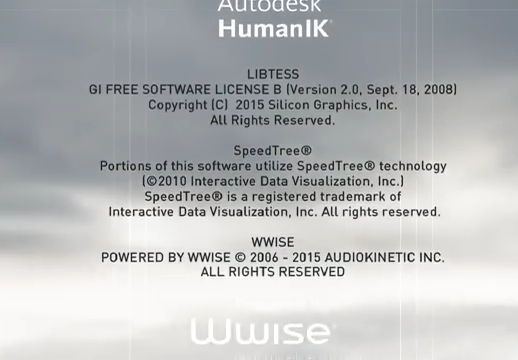 Autodesk
HumanIK®
LIBTESS
GI FREE SOFTWARE LICENSE B (Version 2.0, Sept. 18, 2008)
Copyright (C) 2015 Silicon Graphics, Inc.
All Rights Reserved.
SpeedTree®
Portions of this software utilize SpeedTree® technology
(©2010 Interactive Data Visualization, Inc.)
SpeedTree® is a registered trademark of
Interactive Data Visualization, Inc. All rights reserved.
WWISE
POWERED BY WWISE © 2006 - 2015 AUDIOKINETIC INC.
ALL RIGHTS RESERVED
Wwise